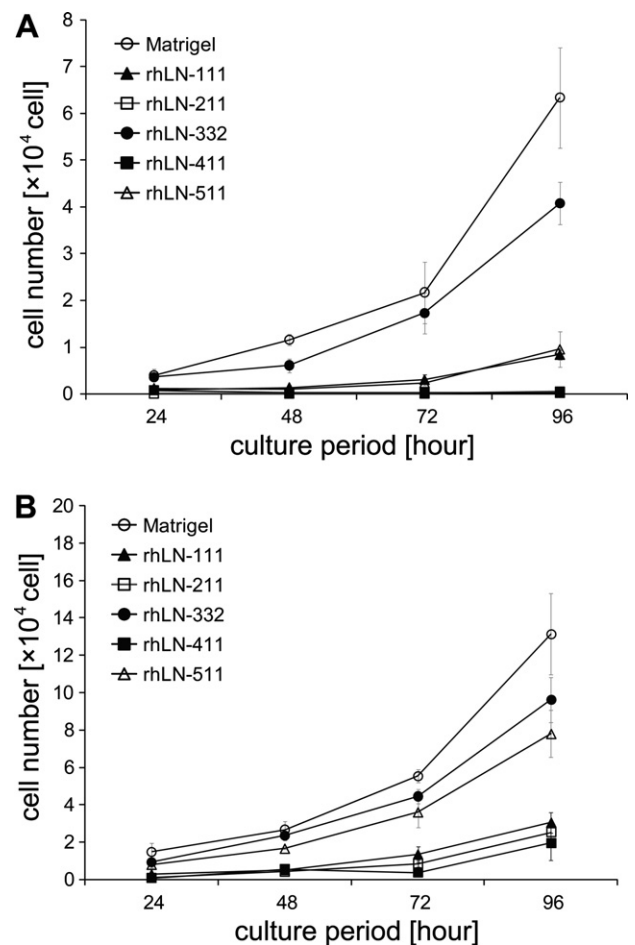 A
cell number [×10⁴ cell]
8
7
6
5
4
3
2
1
0
Matrigel
rhLN-111
rhLN-211
rhLN-332
rhLN-411
rhLN-511
24 48 72 96
culture period [hour]
B
cell number [×10⁴ cell]
20
18
16
14
12
10
8
6
4
2
0
Matrigel
rhLN-111
rhLN-211
rhLN-332
rhLN-411
rhLN-511
24 48 72 96
culture period [hour]